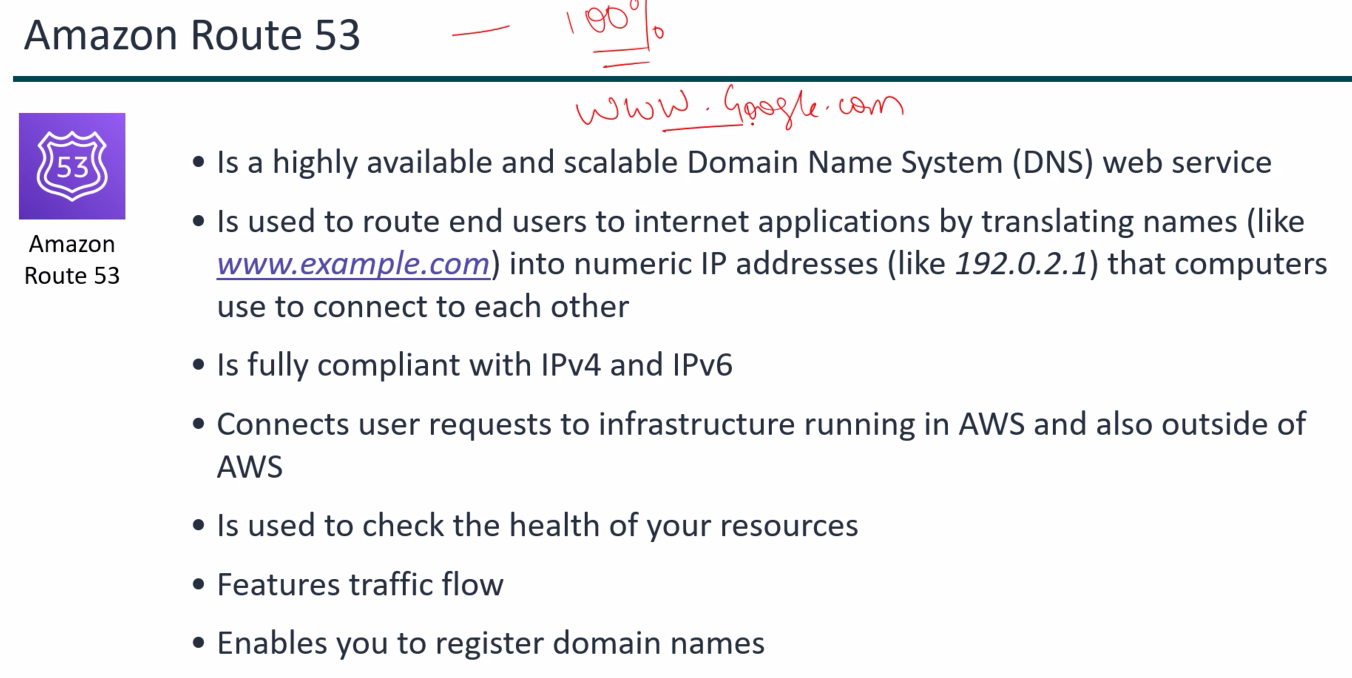 Amazon Route 53 — 100%
www.Google.com
53
Amazon
Route 53
• Is a highly available and scalable Domain Name System (DNS) web service
• Is used to route end users to internet applications by translating names (like
www.example.com) into numeric IP addresses (like 192.0.2.1) that computers
use to connect to each other
• Is fully compliant with IPv4 and IPv6
• Connects user requests to infrastructure running in AWS and also outside of
AWS
• Is used to check the health of your resources
• Features traffic flow
• Enables you to register domain names